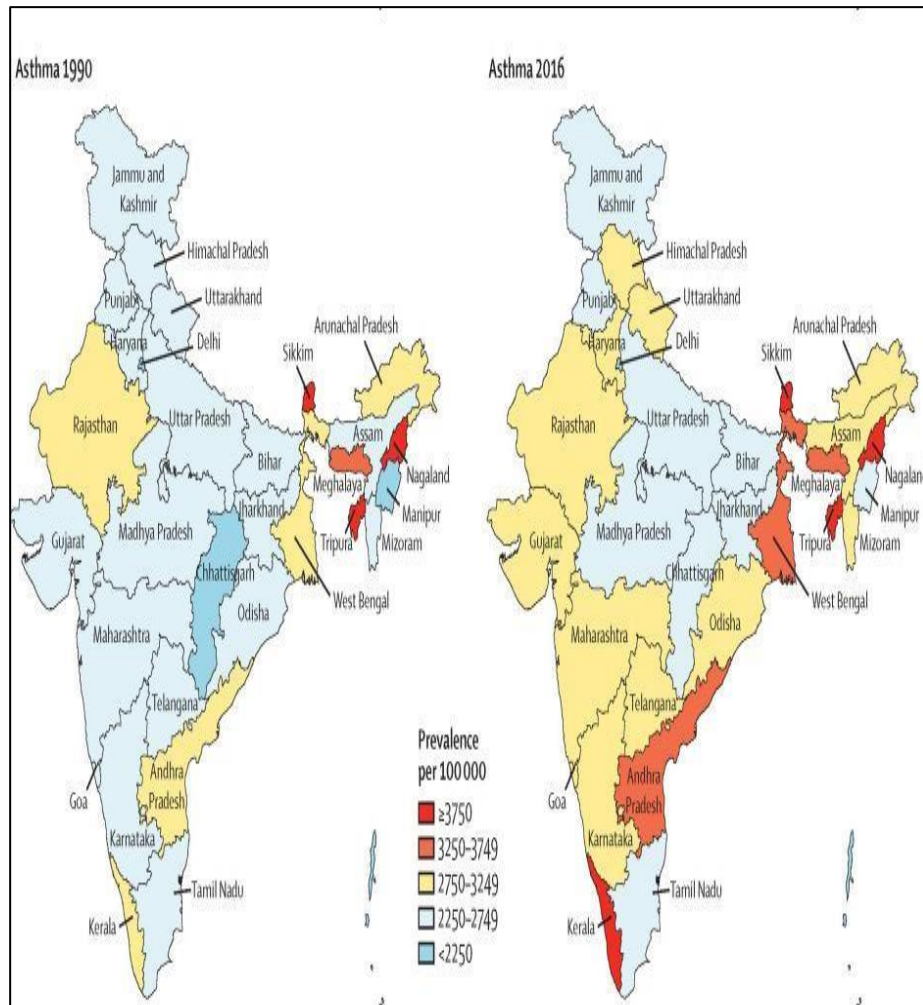 Asthma 1990
Jammu and
Kashmir
Himachal Pradesh
Punjab
Uttarakhand
Haryana
Delhi
Arunachal Pradesh
Sikkim
Rajasthan
Uttar Pradesh
Assam
Bihar
Nagaland
Meghalaya
Manipur
Jharkhand
Gujarat
Madhya Pradesh
Tripura
Mizoram
Chhattisgarh
West Bengal
Odisha
Maharashtra
Telangana
Andhra
Pradesh
Goa
Karnataka
Tamil Nadu
Kerala
Asthma 2016
Jammu and
Kashmir
Himachal Pradesh
Punjab
Uttarakhand
Haryana
Delhi
Arunachal Pradesh
Sikkim
Rajasthan
Uttar Pradesh
Assam
Bihar
Nagaland
Meghalaya
Manipur
Jharkhand
Gujarat
Madhya Pradesh
Tripura
Mizoram
Chhattisgarh
West Bengal
Odisha
Maharashtra
Telangana
Andhra
Pradesh
Goa
Karnataka
Tamil Nadu
Kerala
Prevalence
per 100 000
≥3750
3250–3749
2750–3249
2250–2749
<2250